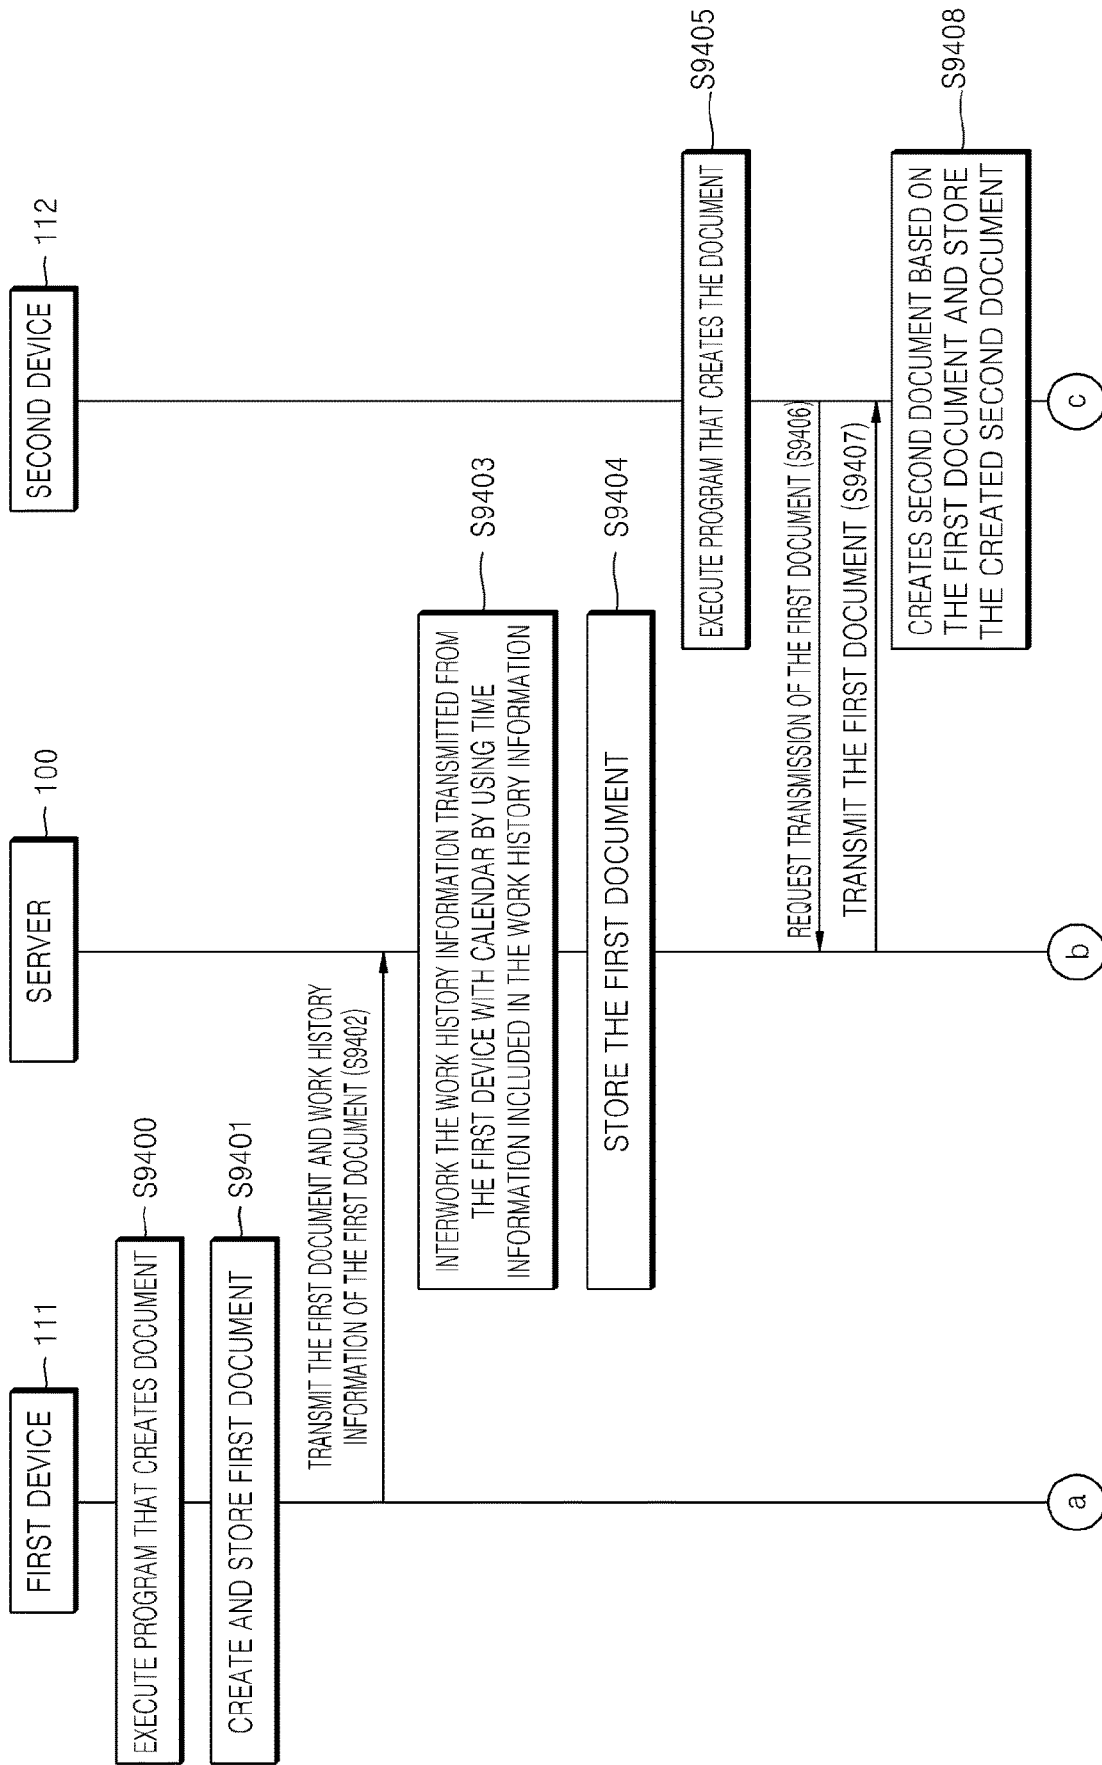 FIRST DEVICE
111
SERVER
100
SECOND DEVICE
112
EXECUTE PROGRAM THAT CREATES DOCUMENT
S9400
CREATE AND STORE FIRST DOCUMENT
S9401
TRANSMIT THE FIRST DOCUMENT AND WORK HISTORY
INFORMATION OF THE FIRST DOCUMENT (S9402)
INTERWORK THE WORK HISTORY INFORMATION TRANSMITTED FROM
THE FIRST DEVICE WITH CALENDAR BY USING TIME
INFORMATION INCLUDED IN THE WORK HISTORY INFORMATION
S9403
STORE THE FIRST DOCUMENT
S9404
EXECUTE PROGRAM THAT CREATES THE DOCUMENT
S9405
REQUEST TRANSMISSION OF THE FIRST DOCUMENT (S9406)
TRANSMIT THE FIRST DOCUMENT (S9407)
CREATES SECOND DOCUMENT BASED ON
THE FIRST DOCUMENT AND STORE
THE CREATED SECOND DOCUMENT
S9408
a
b
c